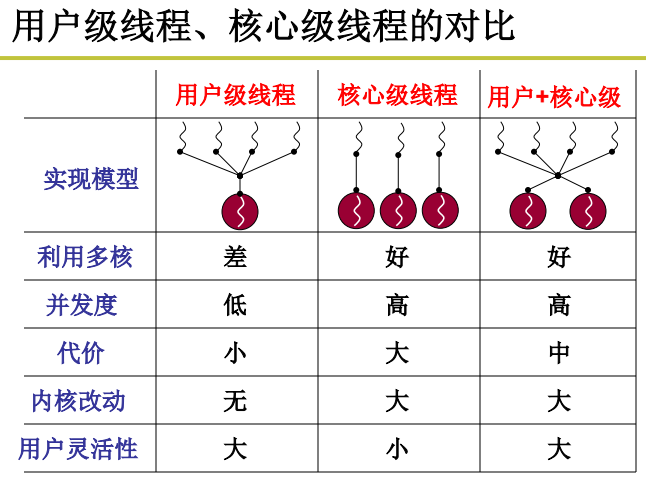 用户级线程、核心级线程的对比
用户级线程 核心级线程 用户+核心级
实现模型
利用多核 差 好 好
并发度 低 高 高
代价 小 大 中
内核改动 无 大 大
用户灵活性 大 小 大